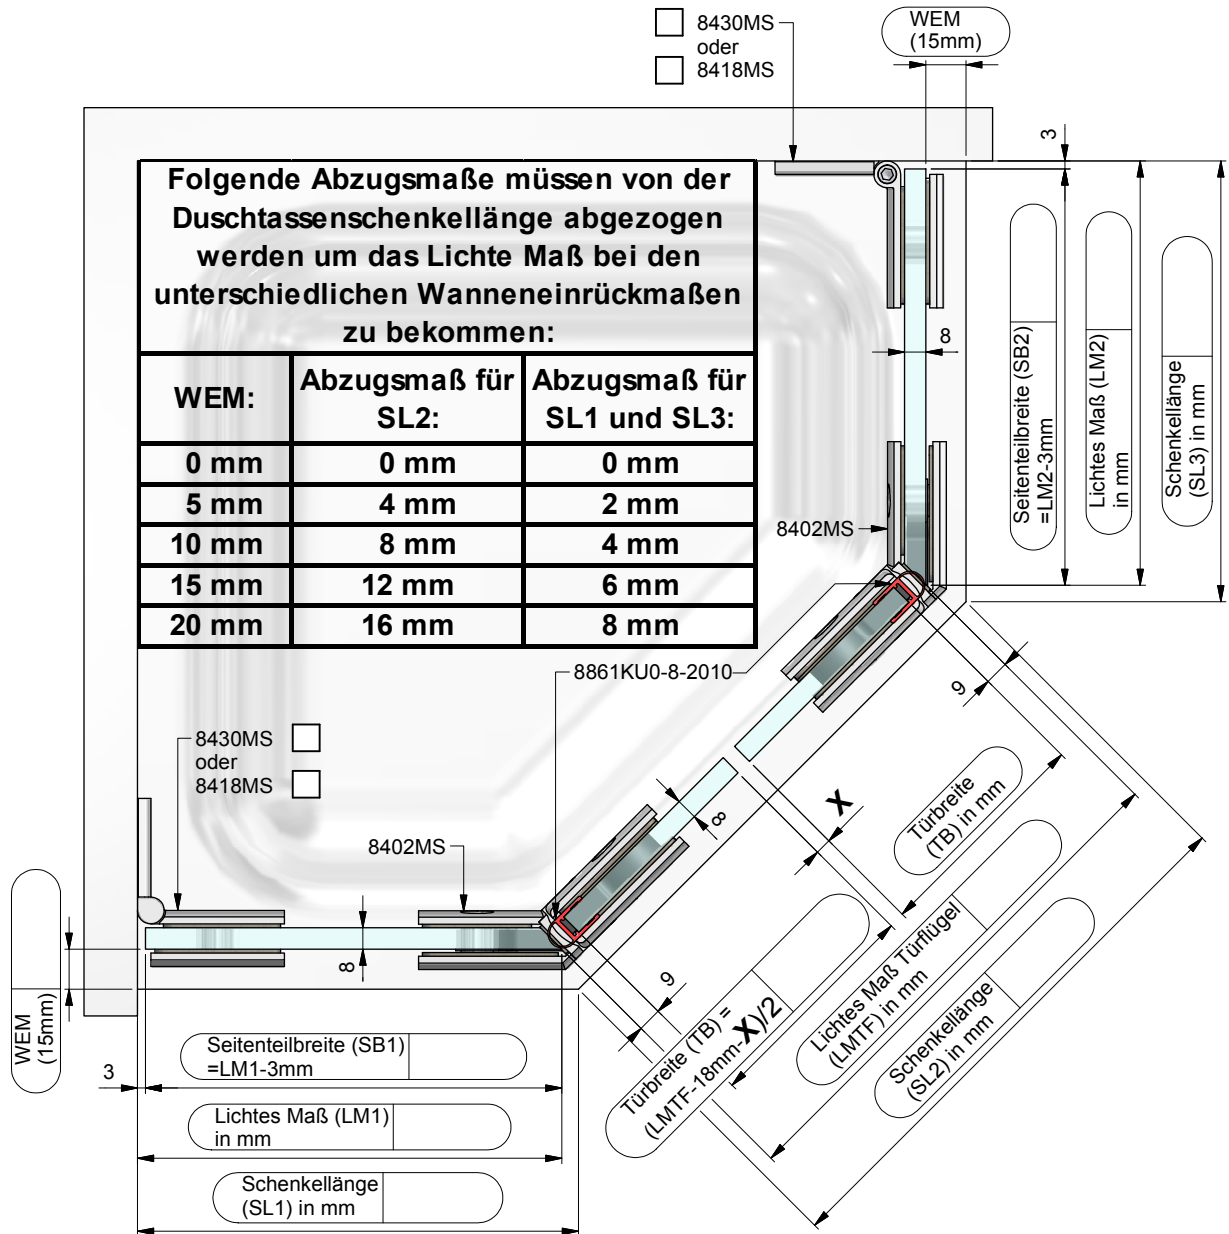 8430MS
oder
8418MS
WEM
(15mm)
3
Folgende Abzugsmaße müssen von der
Duschtassenschenkellänge abgezogen
werden um das Lichte Maß bei den
unterschiedlichen Wanneneinrückmaßen
zu bekommen:
WEM: Abzugsmaß für SL2: Abzugsmaß für SL1 und SL3:
0 mm 0 mm 0 mm
5 mm 4 mm 2 mm
10 mm 8 mm 4 mm
15 mm 12 mm 6 mm
20 mm 16 mm 8 mm
8
Seitenteilbreite (SB2)
=LM2-3mm
Lichtes Maß (LM2)
in mm
Schenkellänge
(SL3) in mm
8402MS
8861KU0-8-2010
9
8430MS
oder
8418MS
8402MS
8
X
Türbreite
(TB) in mm
Türbreite (TB) =
(LMTF-18mm-X)/2
Lichtes Maß Türflügel
(LMTF) in mm
Schenkellänge
(SL2) in mm
8
9
WEM
(15mm)
3
Seitenteilbreite (SB1)
=LM1-3mm
Lichtes Maß (LM1)
in mm
Schenkellänge
(SL1) in mm